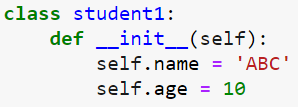 class student1:
    def __init__(self):
        self.name = 'ABC'
        self.age = 10